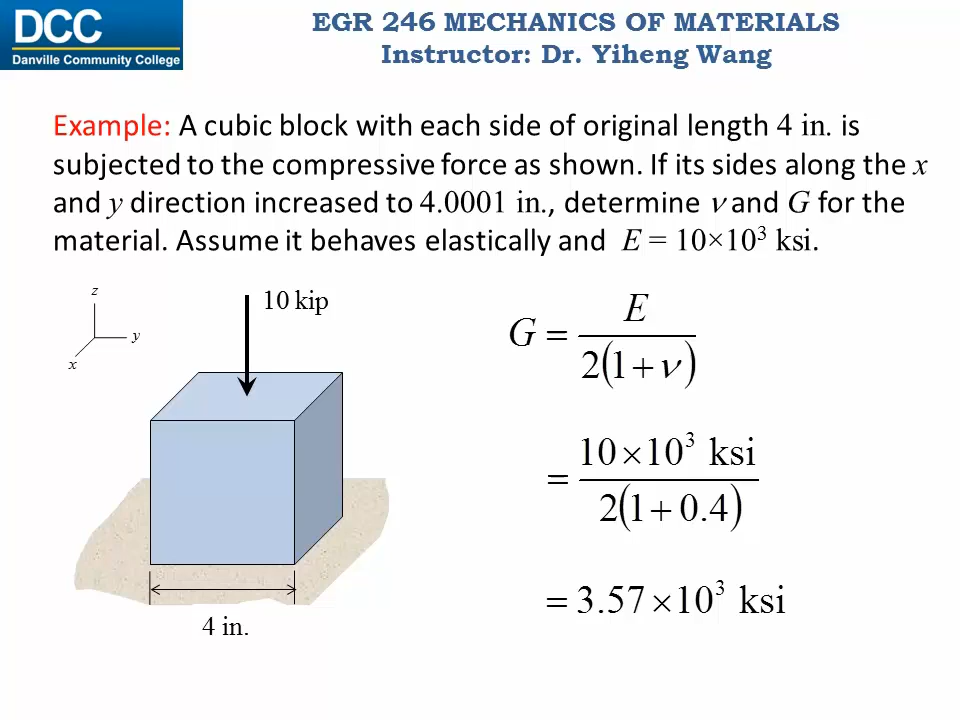 DCC
Danville Community College
EGR 246 MECHANICS OF MATERIALS
Instructor: Dr. Yiheng Wang
Example: A cubic block with each side of original length 4 in. is
subjected to the compressive force as shown. If its sides along the x
and y direction increased to 4.0001 in., determine ν and G for the
material. Assume it behaves elastically and E = 10×10³ ksi.
z
y
x
10 kip
4 in.
G = E / 2(1 + ν)
= 10 × 10³ ksi / 2(1 + 0.4)
= 3.57 × 10³ ksi